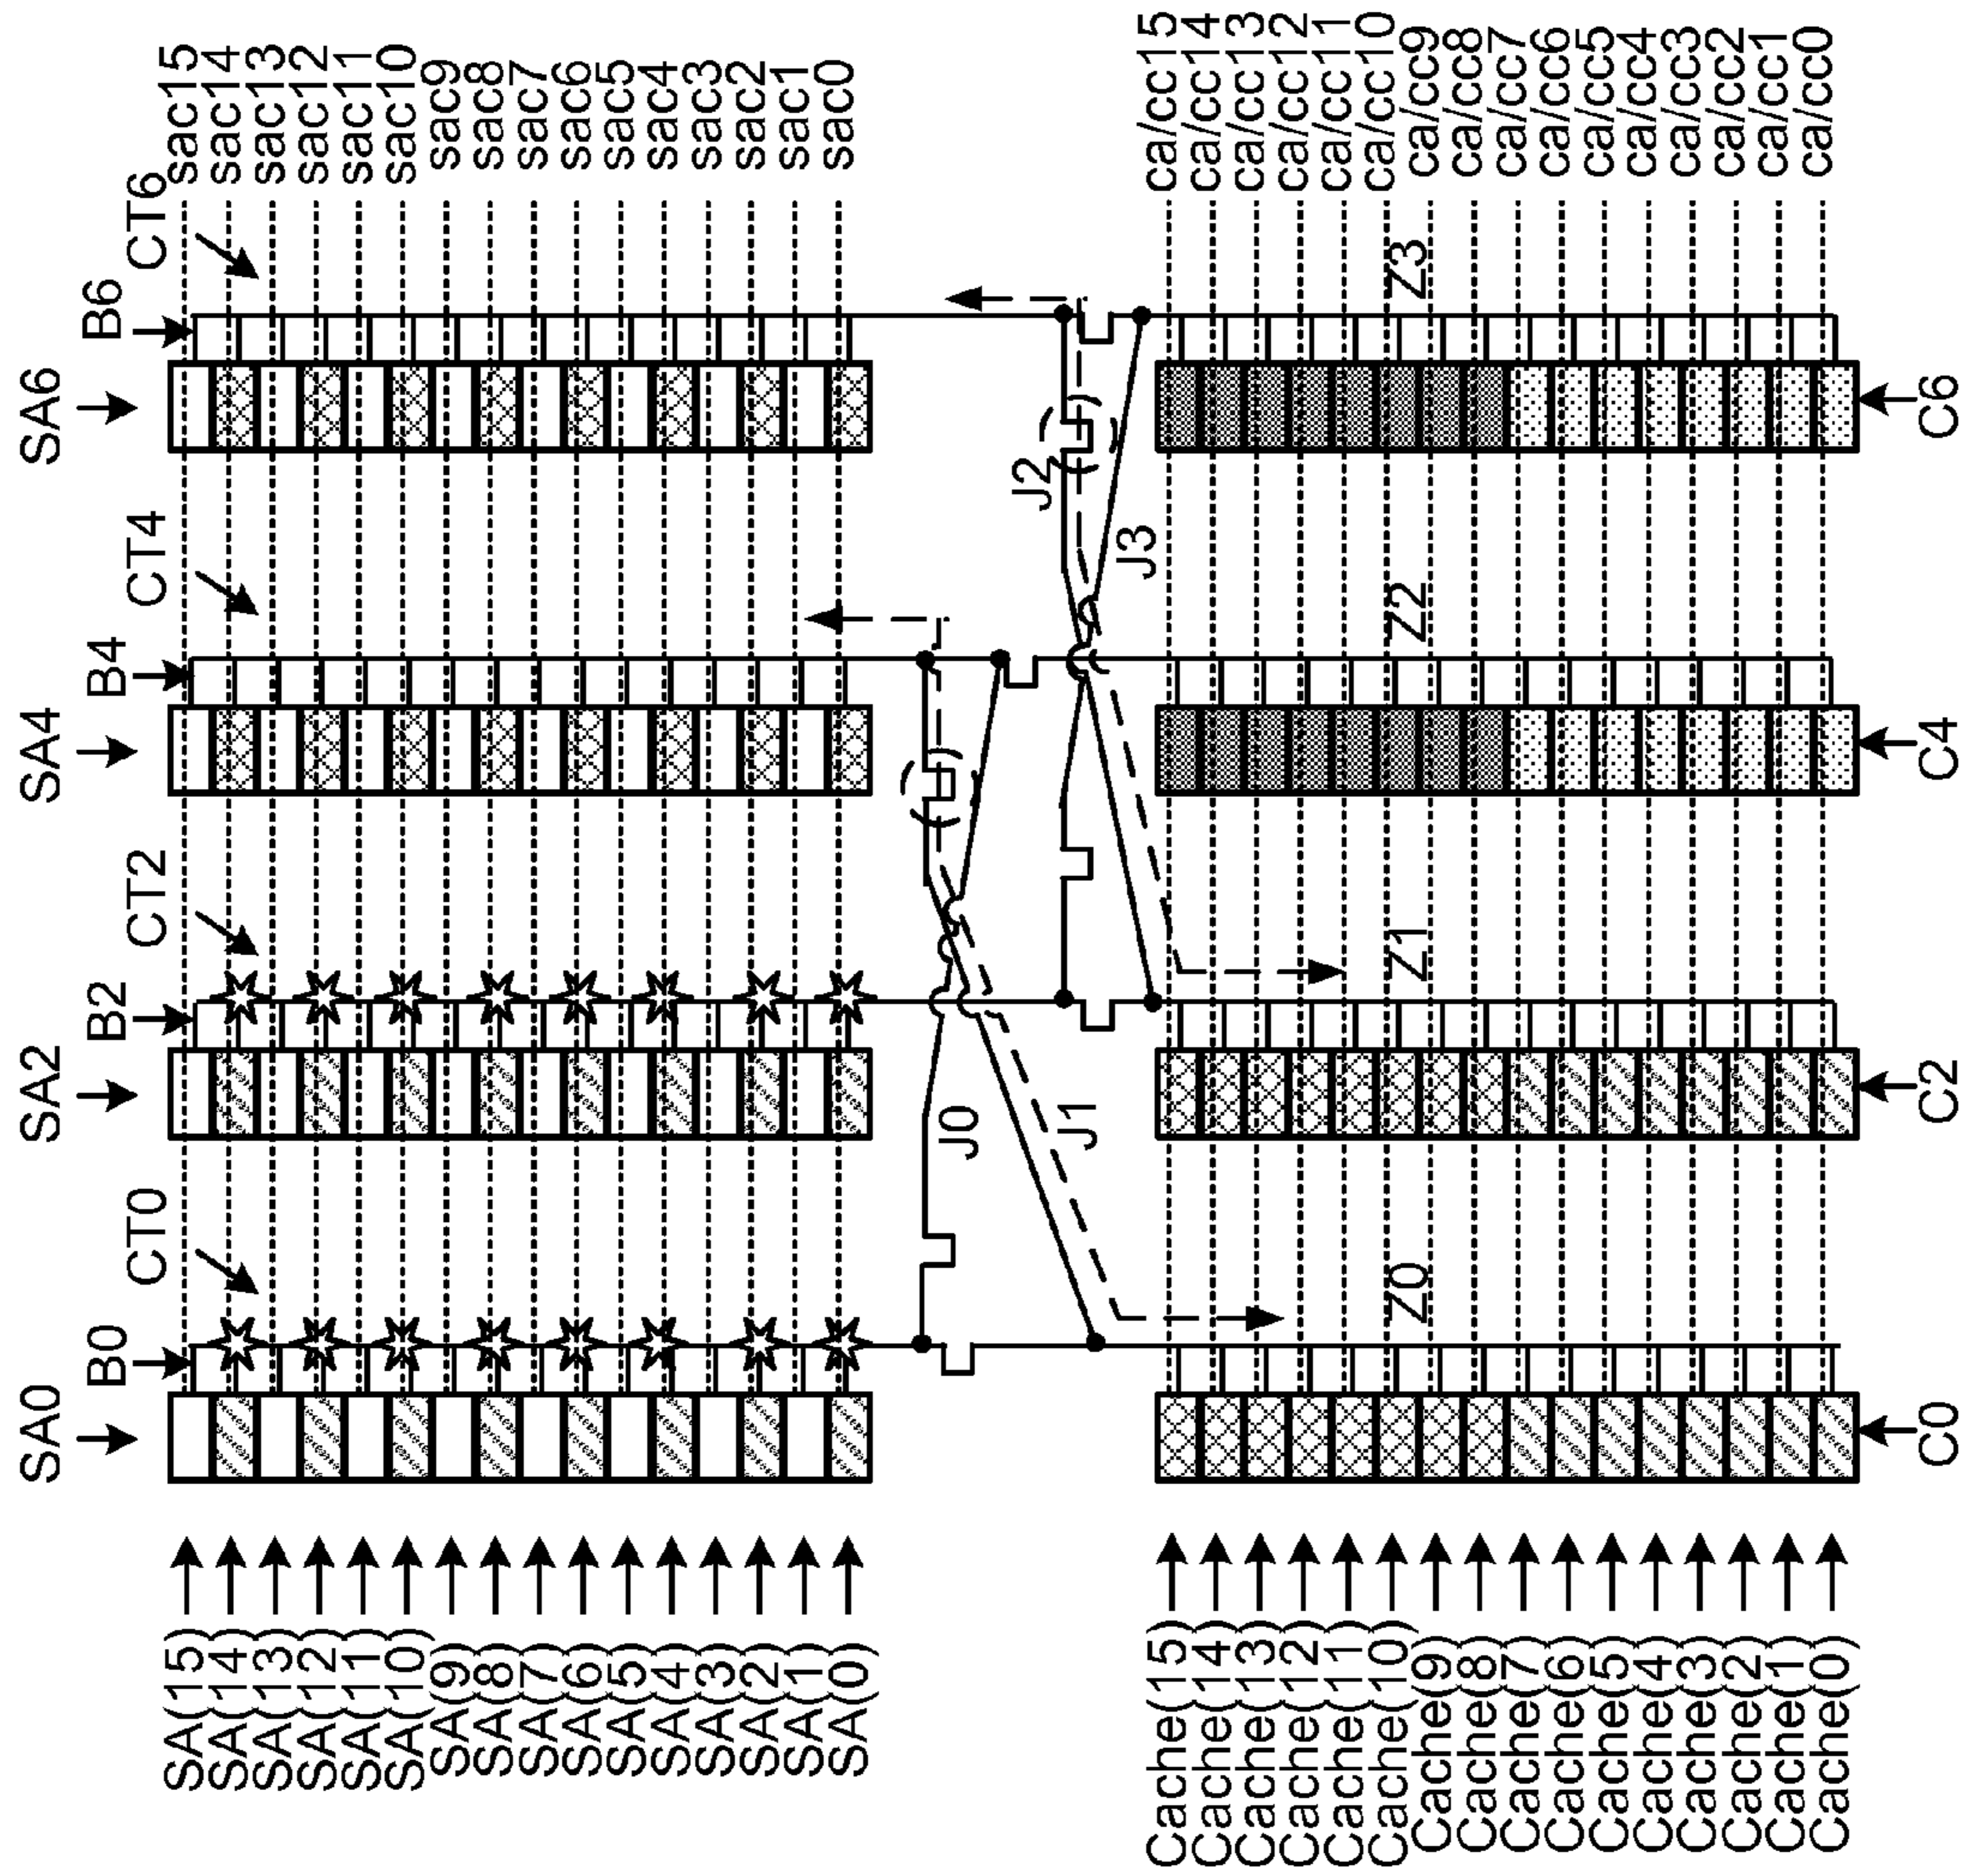 SA0
SA2
SA4
SA6
B0
B2
B4
B6
CT0
CT2
CT4
CT6
sac15
sac14
sac13
sac12
sac11
sac10
sac9
sac8
sac7
sac6
sac5
sac4
sac3
sac2
sac1
sac0
SA(15)
SA(14)
SA(13)
SA(12)
SA(11)
SA(10)
SA(9)
SA(8)
SA(7)
SA(6)
SA(5)
SA(4)
SA(3)
SA(2)
SA(1)
SA(0)
J0
J1
J2
J3
ca/cc15
ca/cc14
ca/cc13
ca/cc12
ca/cc11
ca/cc10
ca/cc9
ca/cc8
ca/cc7
ca/cc6
ca/cc5
ca/cc4
ca/cc3
ca/cc2
ca/cc1
ca/cc0
Z0
Z1
Z2
Z3
Cache(15)
Cache(14)
Cache(13)
Cache(12)
Cache(11)
Cache(10)
Cache(9)
Cache(8)
Cache(7)
Cache(6)
Cache(5)
Cache(4)
Cache(3)
Cache(2)
Cache(1)
Cache(0)
C0
C2
C4
C6